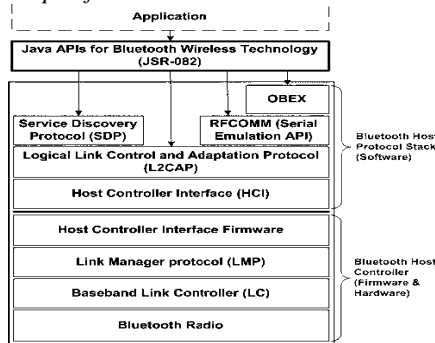 Application
Java APIs for Bluetooth Wireless Technology
(JSR-082)
OBEX
Service Discovery
Protocol (SDP)
RFCOMM (Serial
Emulation API)
Logical Link Control and Adaptation Protocol
(L2CAP)
Host Controller Interface (HCI)
Bluetooth Host
Protocol Stack
(Software)
Host Controller Interface Firmware
Link Manager protocol (LMP)
Baseband Link Controller (LC)
Bluetooth Radio
Bluetooth Host
Controller
(Firmware &
Hardware)